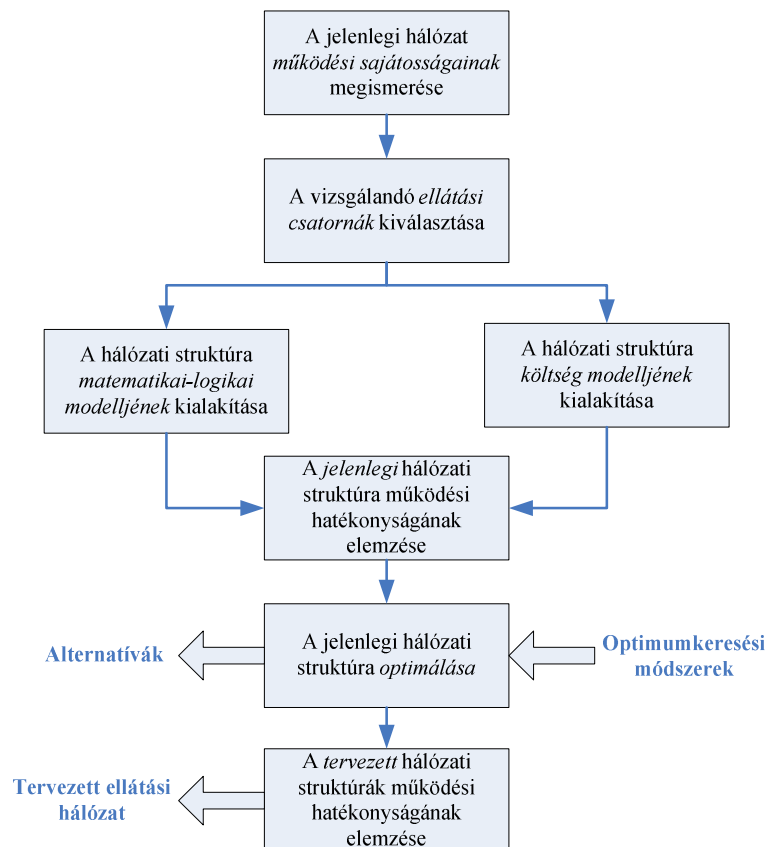 A jelenlegi hálózat
működési sajátosságainak
megismerése
A vizsgálandó ellátási
csatornák kiválasztása
A hálózati struktúra
matematikai-logikai
modelljének kialakítása
A hálózati struktúra
költség modelljének
kialakítása
A jelenlegi hálózati
struktúra működési
hatékonyságának
elemzése
Alternatívák
A jelenlegi hálózati
struktúra optimálása
Optimumkeresési
módszerek
Tervezett ellátási
hálózat
A tervezett hálózati
struktúrák működési
hatékonyságának
elemzése